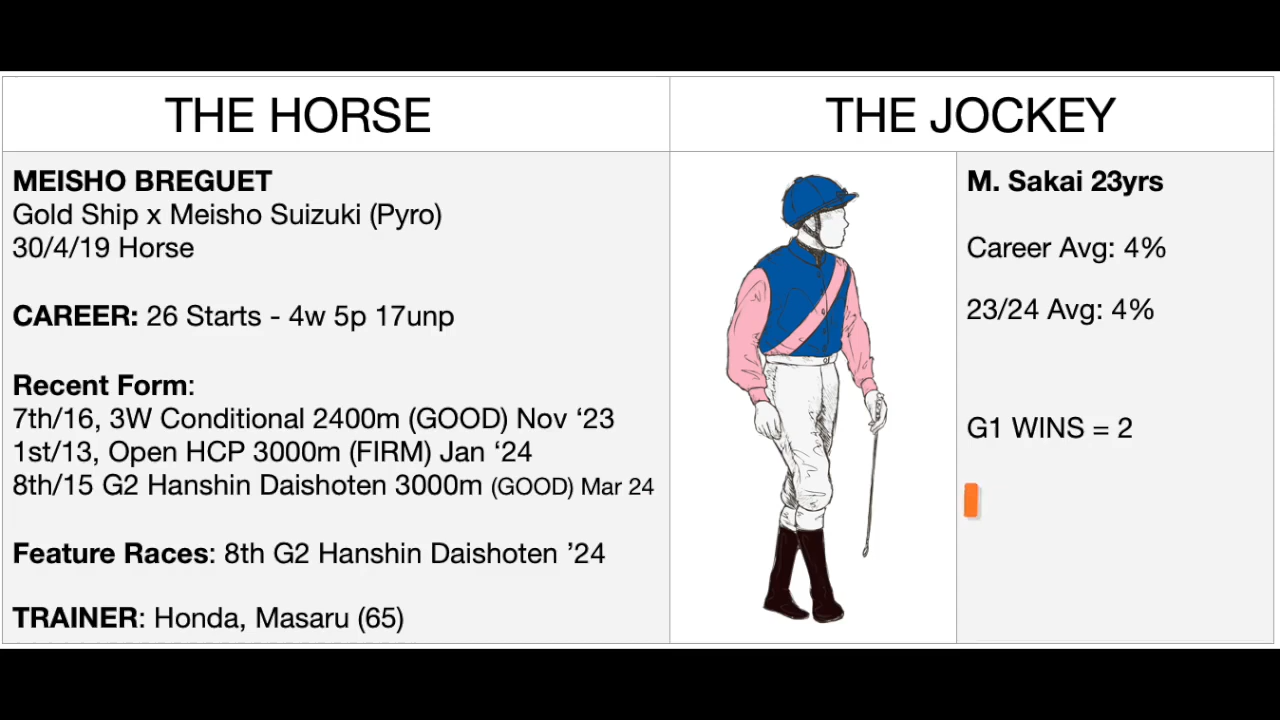 THE HORSE
THE JOCKEY
MEISHO BREGUET
Gold Ship x Meisho Suizuki (Pyro)
30/4/19 Horse
CAREER: 26 Starts - 4w 5p 17unp
Recent Form:
7th/16, 3W Conditional 2400m (GOOD) Nov ‘23
1st/13, Open HCP 3000m (FIRM) Jan ‘24
8th/15 G2 Hanshin Daishoten 3000m (GOOD) Mar 24
Feature Races: 8th G2 Hanshin Daishoten ’24
TRAINER: Honda, Masaru (65)
M. Sakai 23yrs
Career Avg: 4%
23/24 Avg: 4%
G1 WINS = 2